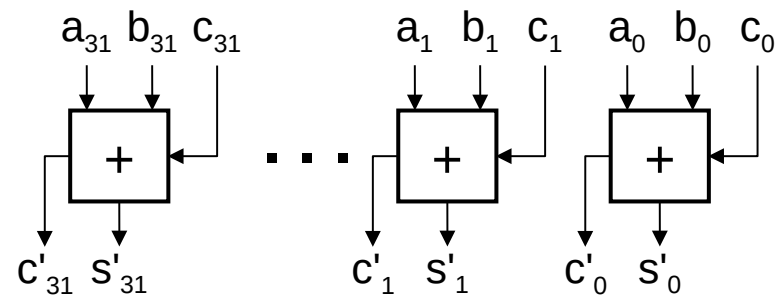 a31 b31 c31 a1 b1 c1 a0 b0 c0
+ + +
c'31 s'31 c'1 s'1 c'0 s'0